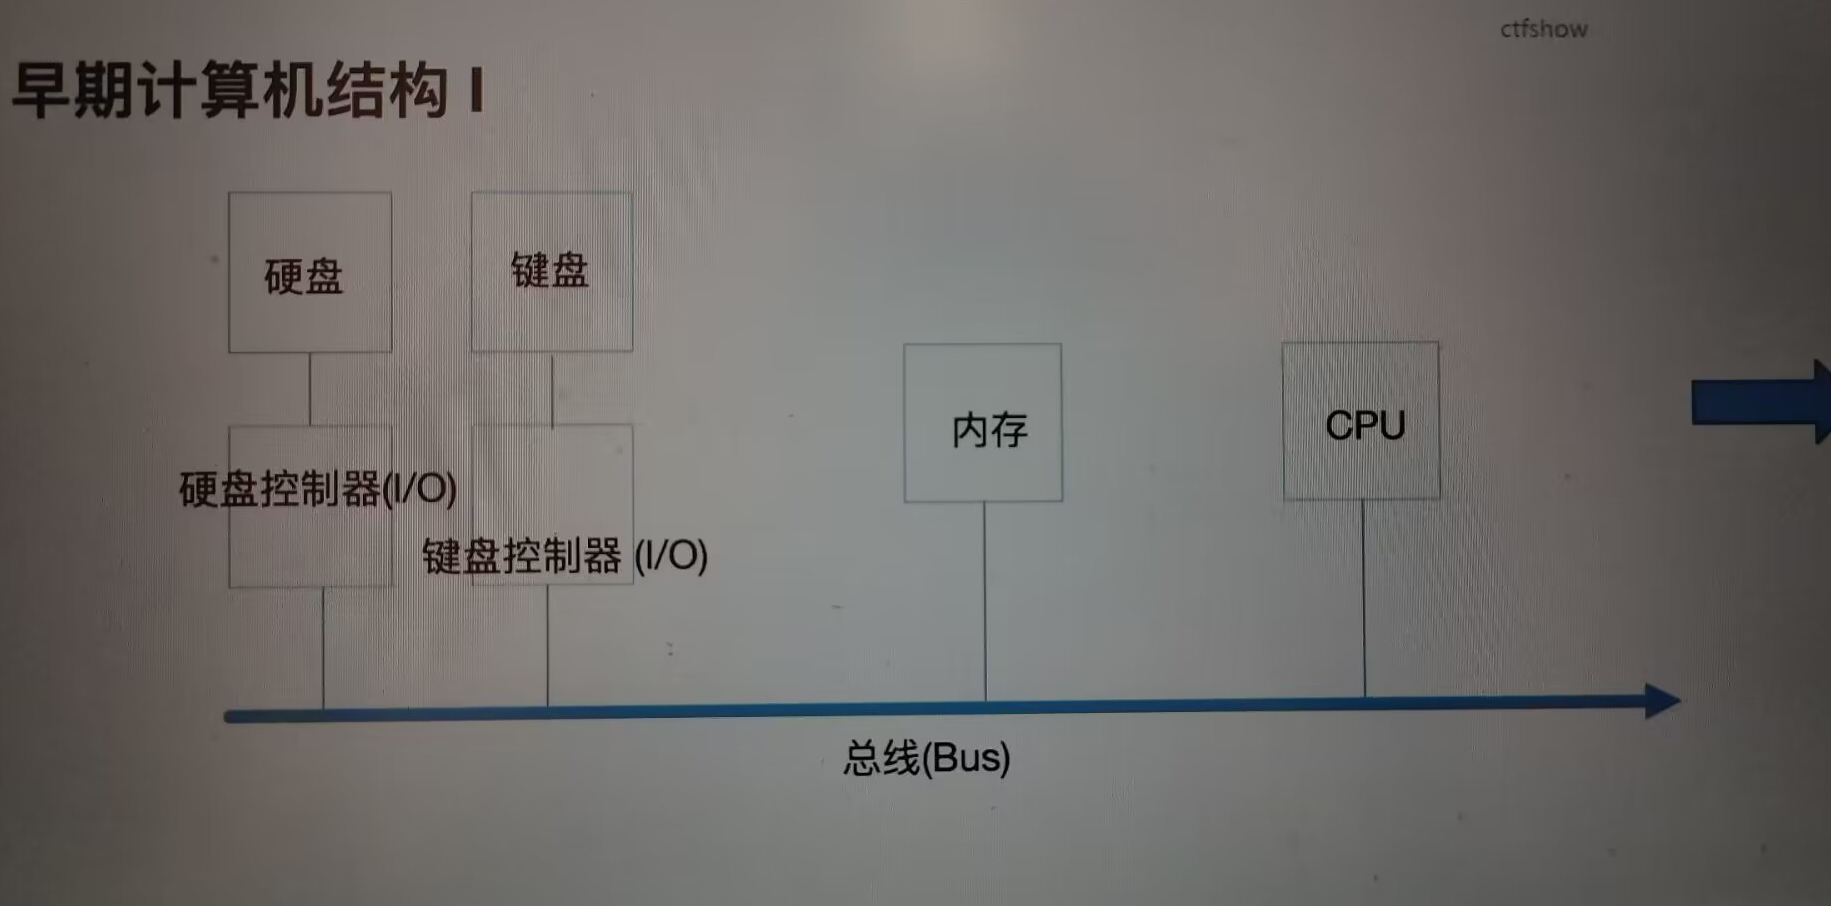 ctfshow
早期计算机结构 I
硬盘
键盘
内存
CPU
硬盘控制器(I/O)
键盘控制器 (I/O)
总线(Bus)